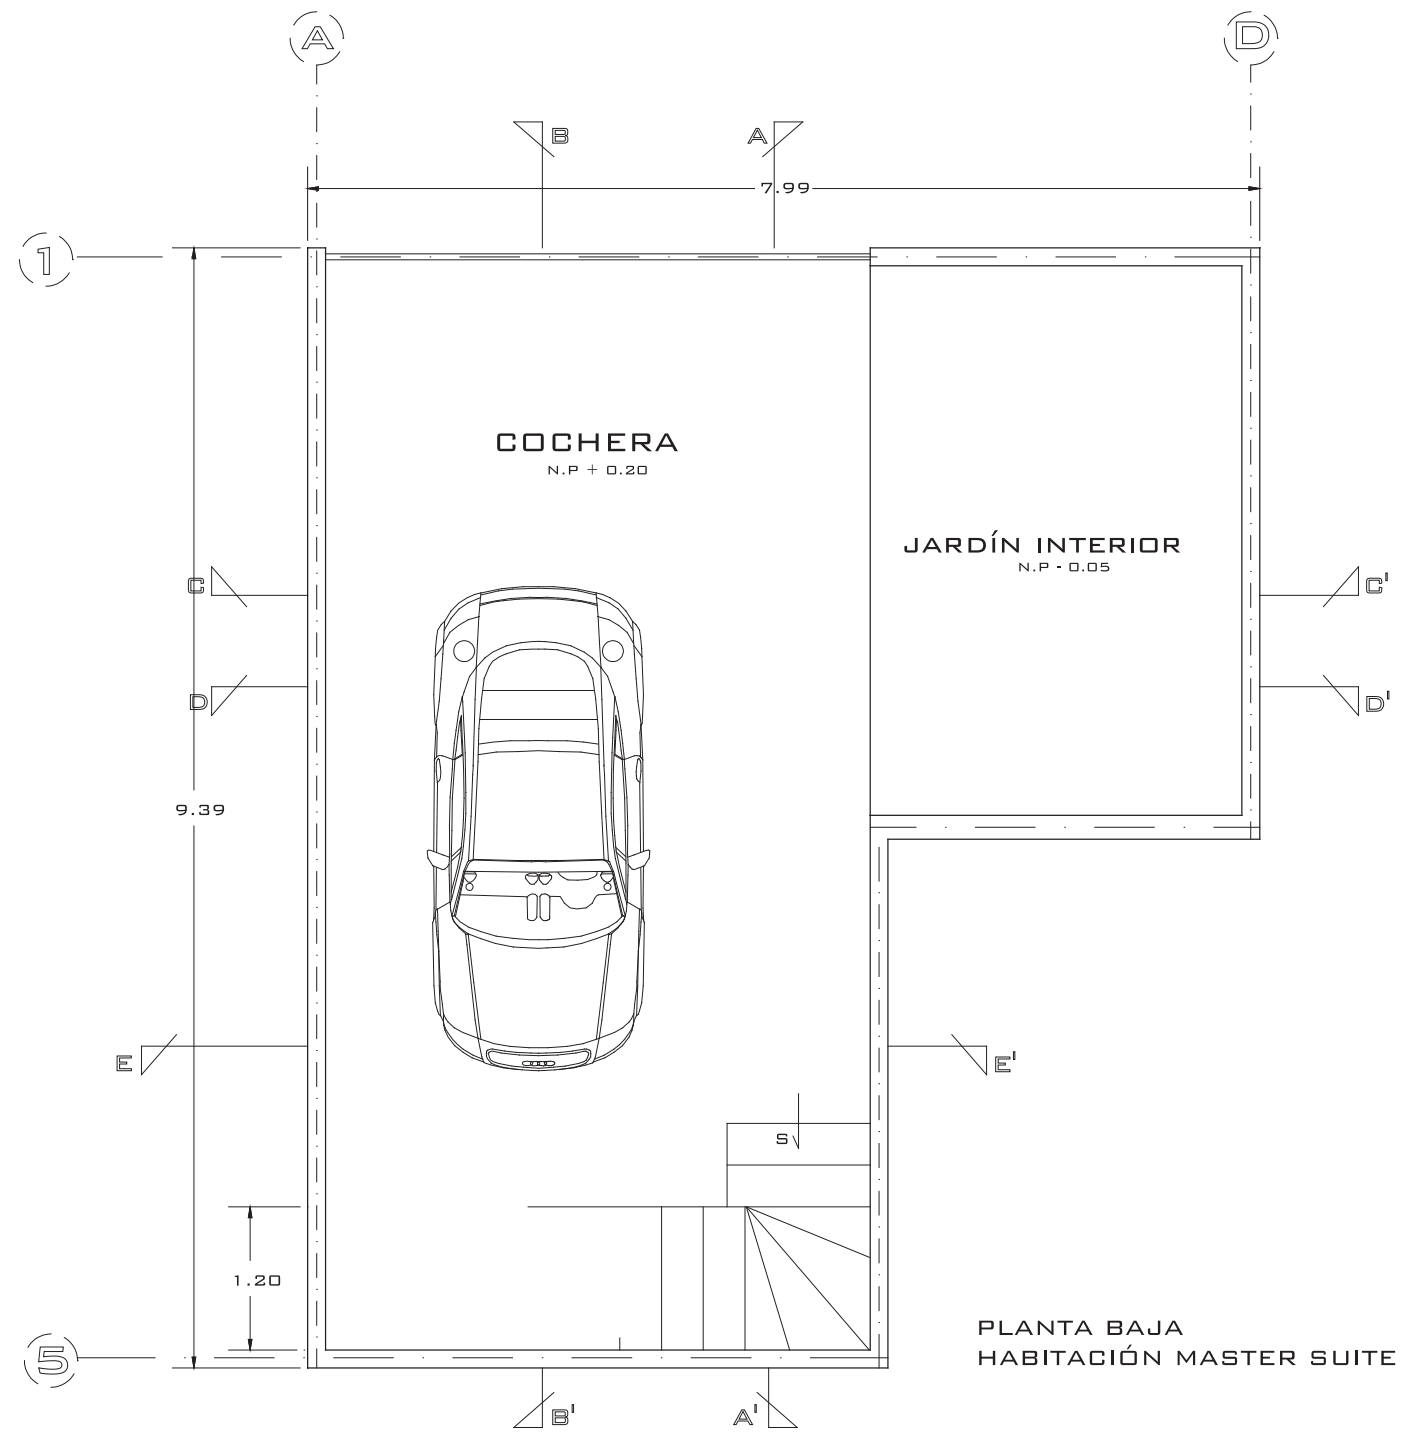 A D
B A
7.99
1
COCHERA
N.P + 0.20
JARDÍN INTERIOR
N.P - 0.05
C C'
D D'
9.39
E E'
S
1.20
PLANTA BAJA
HABITACIÓN MASTER SUITE
5
B' A'